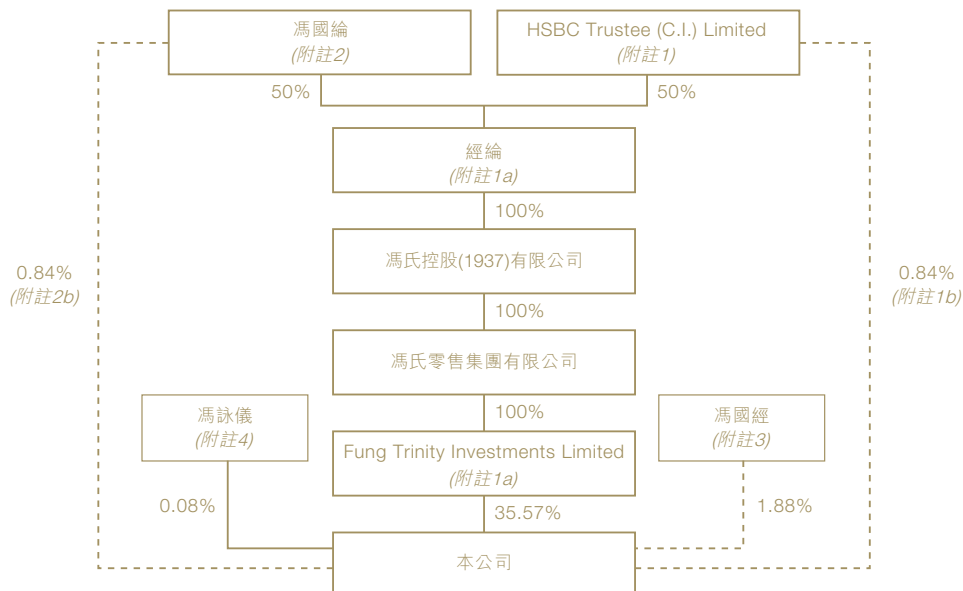 馮國綸
(附註2)
HSBC Trustee (C.I.) Limited
(附註1)
50%
50%
經綸
(附註1a)
100%
馮氏控股(1937)有限公司
0.84%
(附註2b)
0.84%
(附註1b)
100%
馮氏零售集團有限公司
100%
馮詠儀
(附註4)
馮國經
(附註3)
Fung Trinity Investments Limited
(附註1a)
0.08%
35.57%
1.88%
本公司